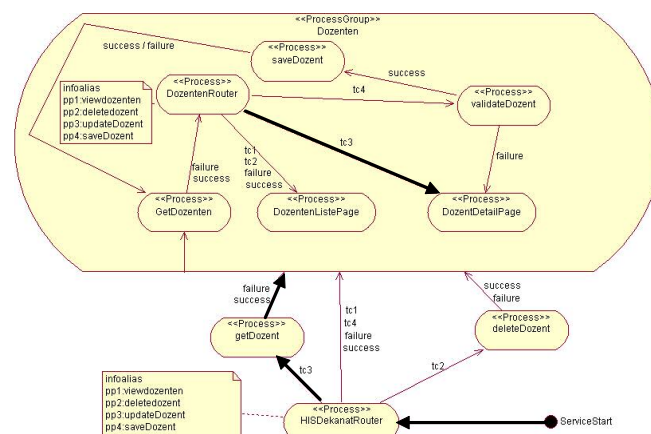 <<ProcessGroup>>
Dozenten
success / failure
<<Process>>
saveDozent
success
infoalias
pp1:viewdozenten
pp2:deletedozent
pp3:updateDozent
pp4:saveDozent
<<Process>>
DozentenRouter
tc4
<<Process>>
validateDozent
tc3
tc1
tc2
failure
success
failure
success
failure
<<Process>>
GetDozenten
<<Process>>
DozentenListePage
<<Process>>
DozentDetailPage
failure
success
tc1
tc4
failure
success
success
failure
<<Process>>
getDozent
<<Process>>
deleteDozent
tc3
tc2
infoalias
pp1:viewdozenten
pp2:deletedozent
pp3:updateDozent
pp4:saveDozent
<<Process>>
HISDekanatRouter
ServiceStart